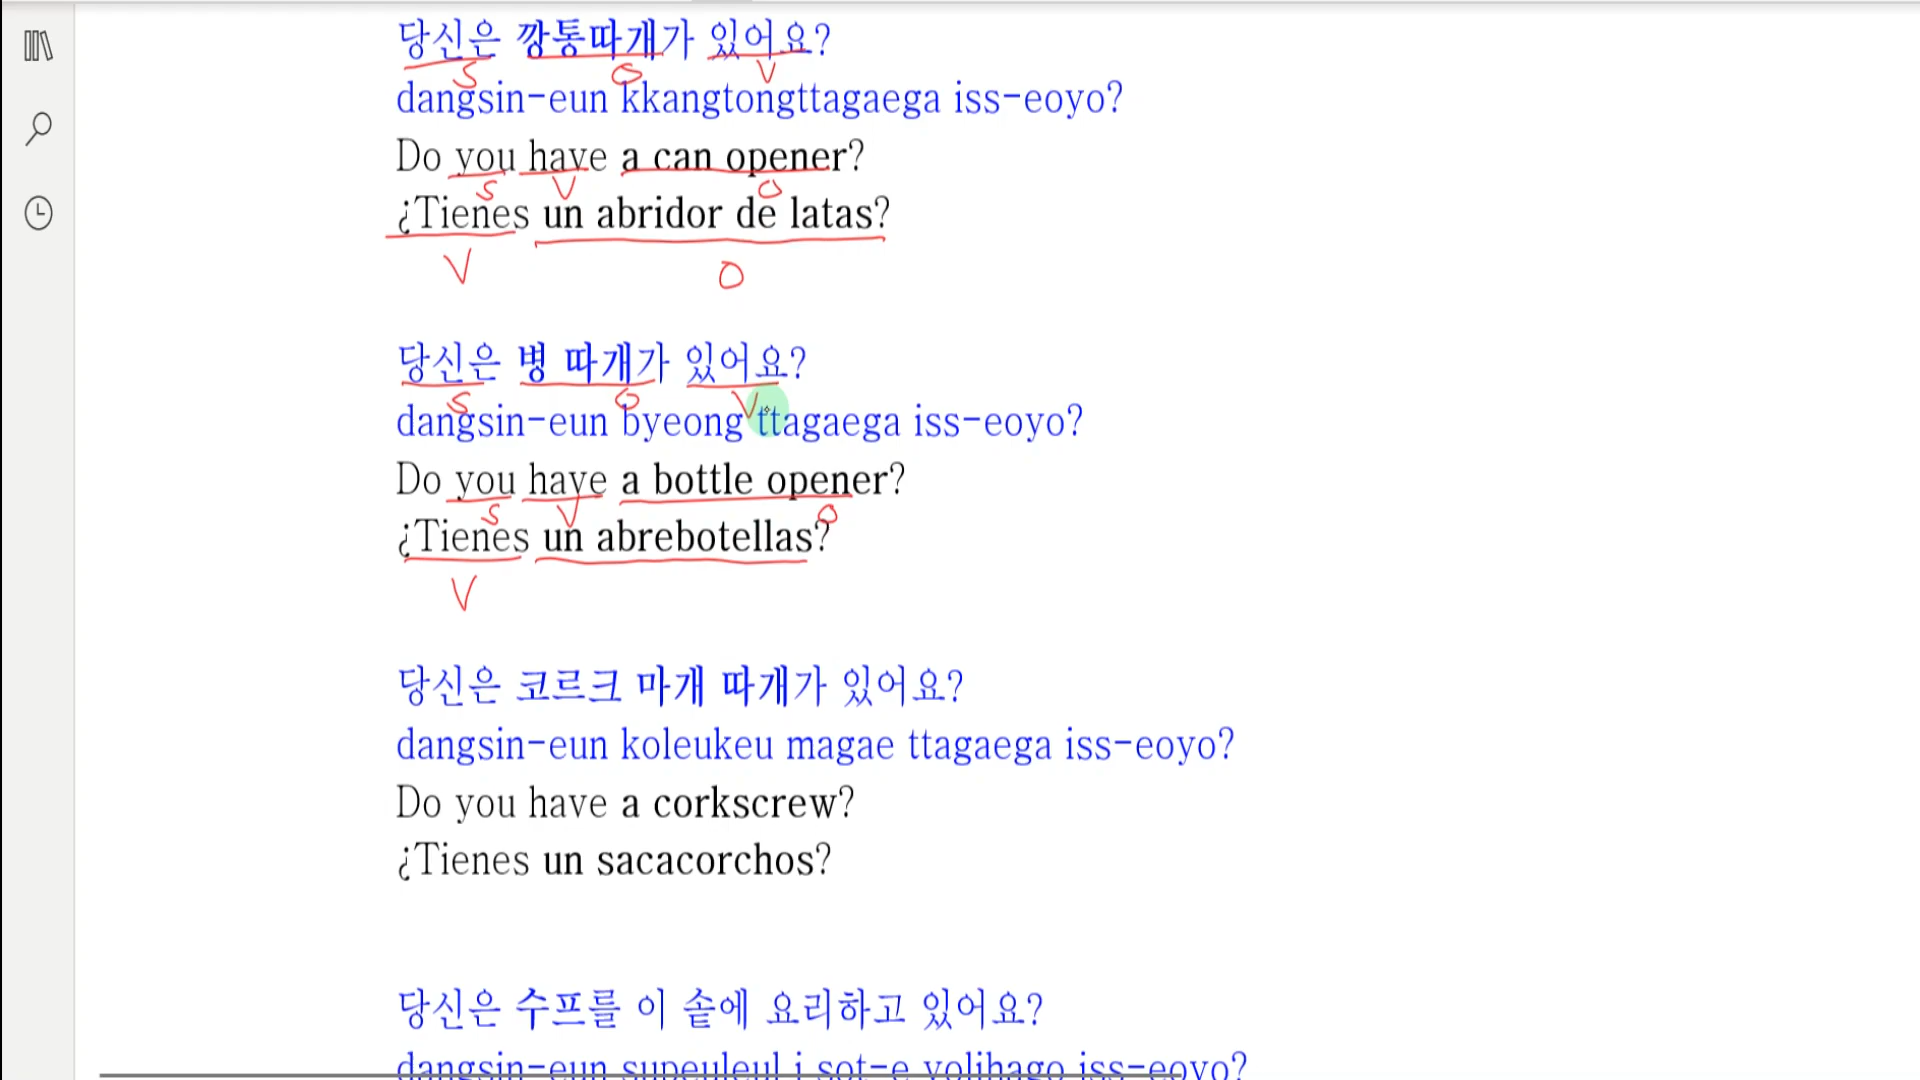 당신은 깡통따개가 있어요?
S O V
dangsin-eun kkangtongttagaega iss-eoyo?
Do you have a can opener?
S V O
¿Tienes un abridor de latas?
V O
당신은 병 따개가 있어요?
S O V
dangsin-eun byeong ttagaega iss-eoyo?
Do you have a bottle opener?
S V O
¿Tienes un abrebotellas?
V
당신은 코르크 마개 따개가 있어요?
dangsin-eun koleukeu magae ttagaega iss-eoyo?
Do you have a corkscrew?
¿Tienes un sacacorchos?
당신은 수프를 이 솥에 요리하고 있어요?
dangsin-eun supeuleul i sot-e yolihago iss-eoyo?